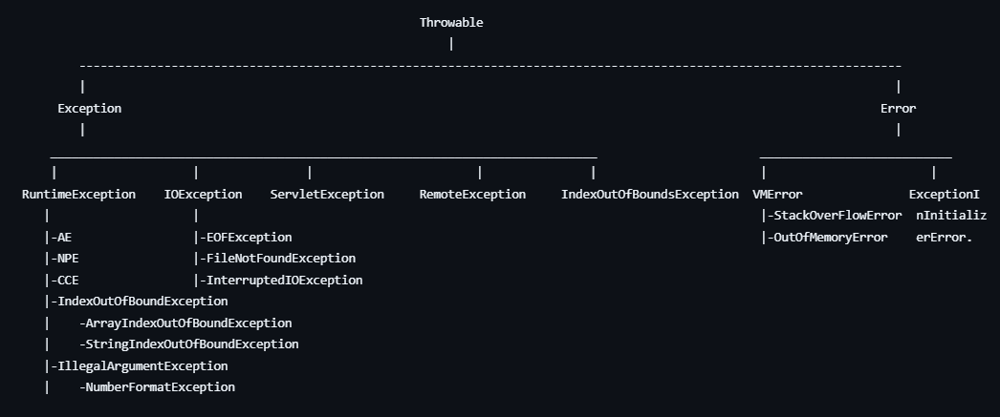 Throwable
|
---------------------------------------------------------------------------------------------------------------------
| |
Exception Error
| |
______________________________________________________________________________ ___________________________
| | | | | | |
RuntimeException IOException ServletException RemoteException IndexOutOfBoundsException VMError ExceptionI
| | |-StackOverFlowError nInitializ
|-AE |-EOFException |-OutOfMemoryError erError.
|-NPE |-FileNotFoundException
|-CCE |-InterruptedIOException
|-IndexOutOfBoundException
| -ArrayIndexOutOfBoundException
| -StringIndexOutOfBoundException
|-IllegalArgumentException
| -NumberFormatException